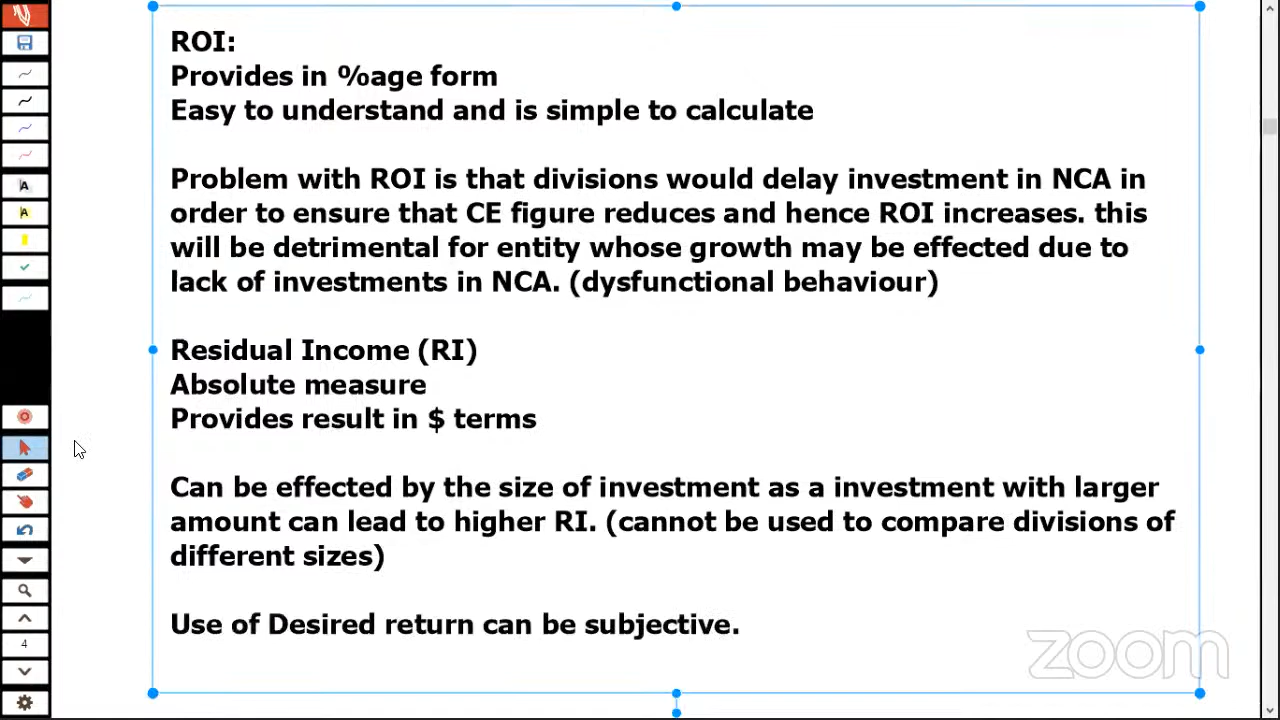 ROI:
Provides in %age form
Easy to understand and is simple to calculate
Problem with ROI is that divisions would delay investment in NCA in
order to ensure that CE figure reduces and hence ROI increases. this
will be detrimental for entity whose growth may be effected due to
lack of investments in NCA. (dysfunctional behaviour)
Residual Income (RI)
Absolute measure
Provides result in $ terms
Can be effected by the size of investment as a investment with larger
amount can lead to higher RI. (cannot be used to compare divisions of
different sizes)
Use of Desired return can be subjective.
A
A
4
zoom